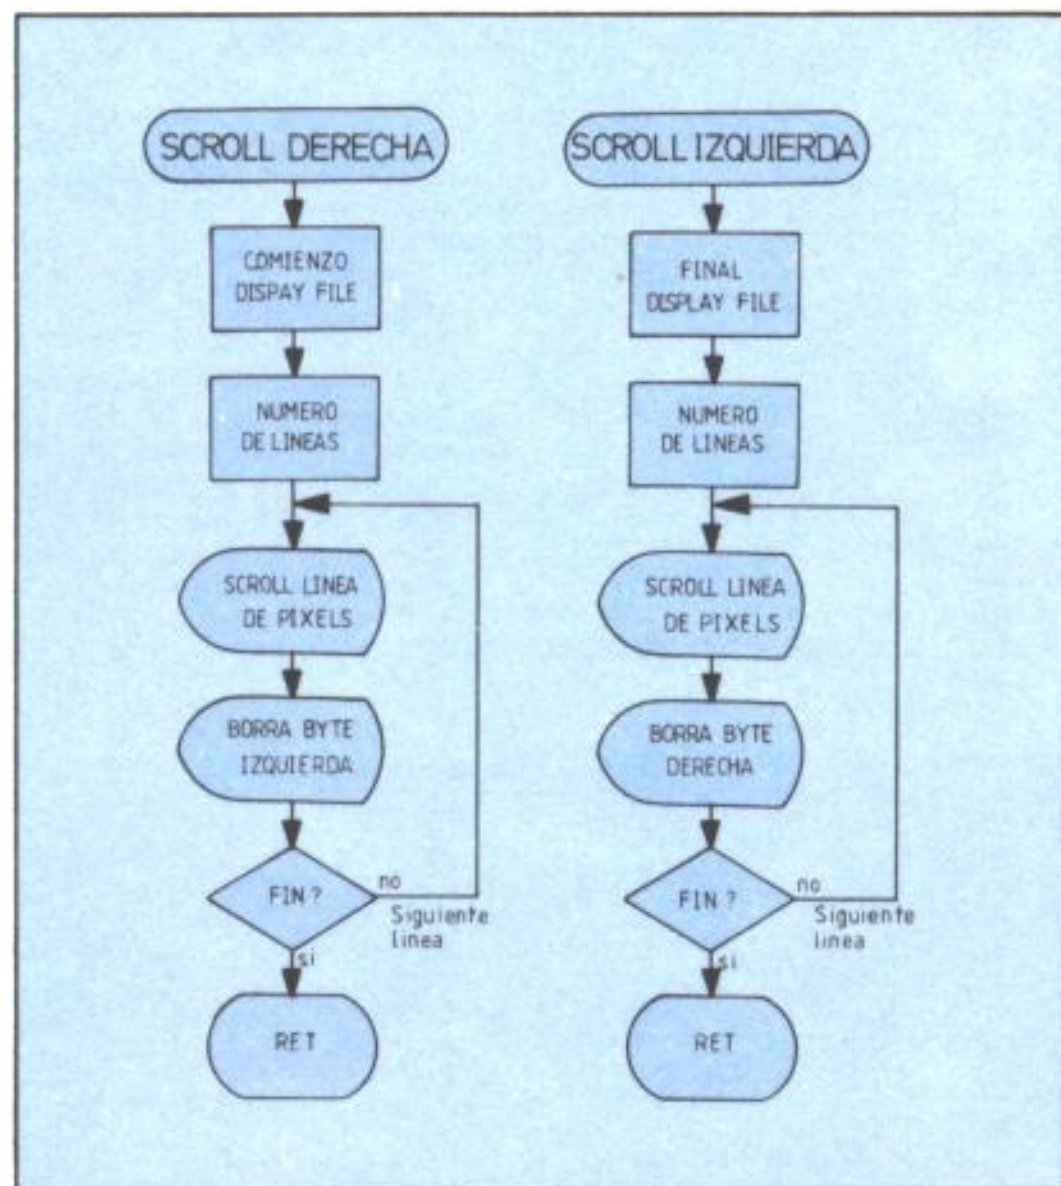 SCROLL DERECHA
COMIENZO
DISPAY FILE
NUMERO
DE LINEAS
SCROLL LINEA
DE PIXELS
BORRA BYTE
IZQUIERDA
FIN ?
no
Siguiente
linea
si
RET
SCROLL IZQUIERDA
FINAL
DISPLAY FILE
NUMERO
DE LINEAS
SCROLL LINEA
DE PIXELS
BORRA BYTE
DERECHA
FIN ?
no
Siguiente
linea
si
RET